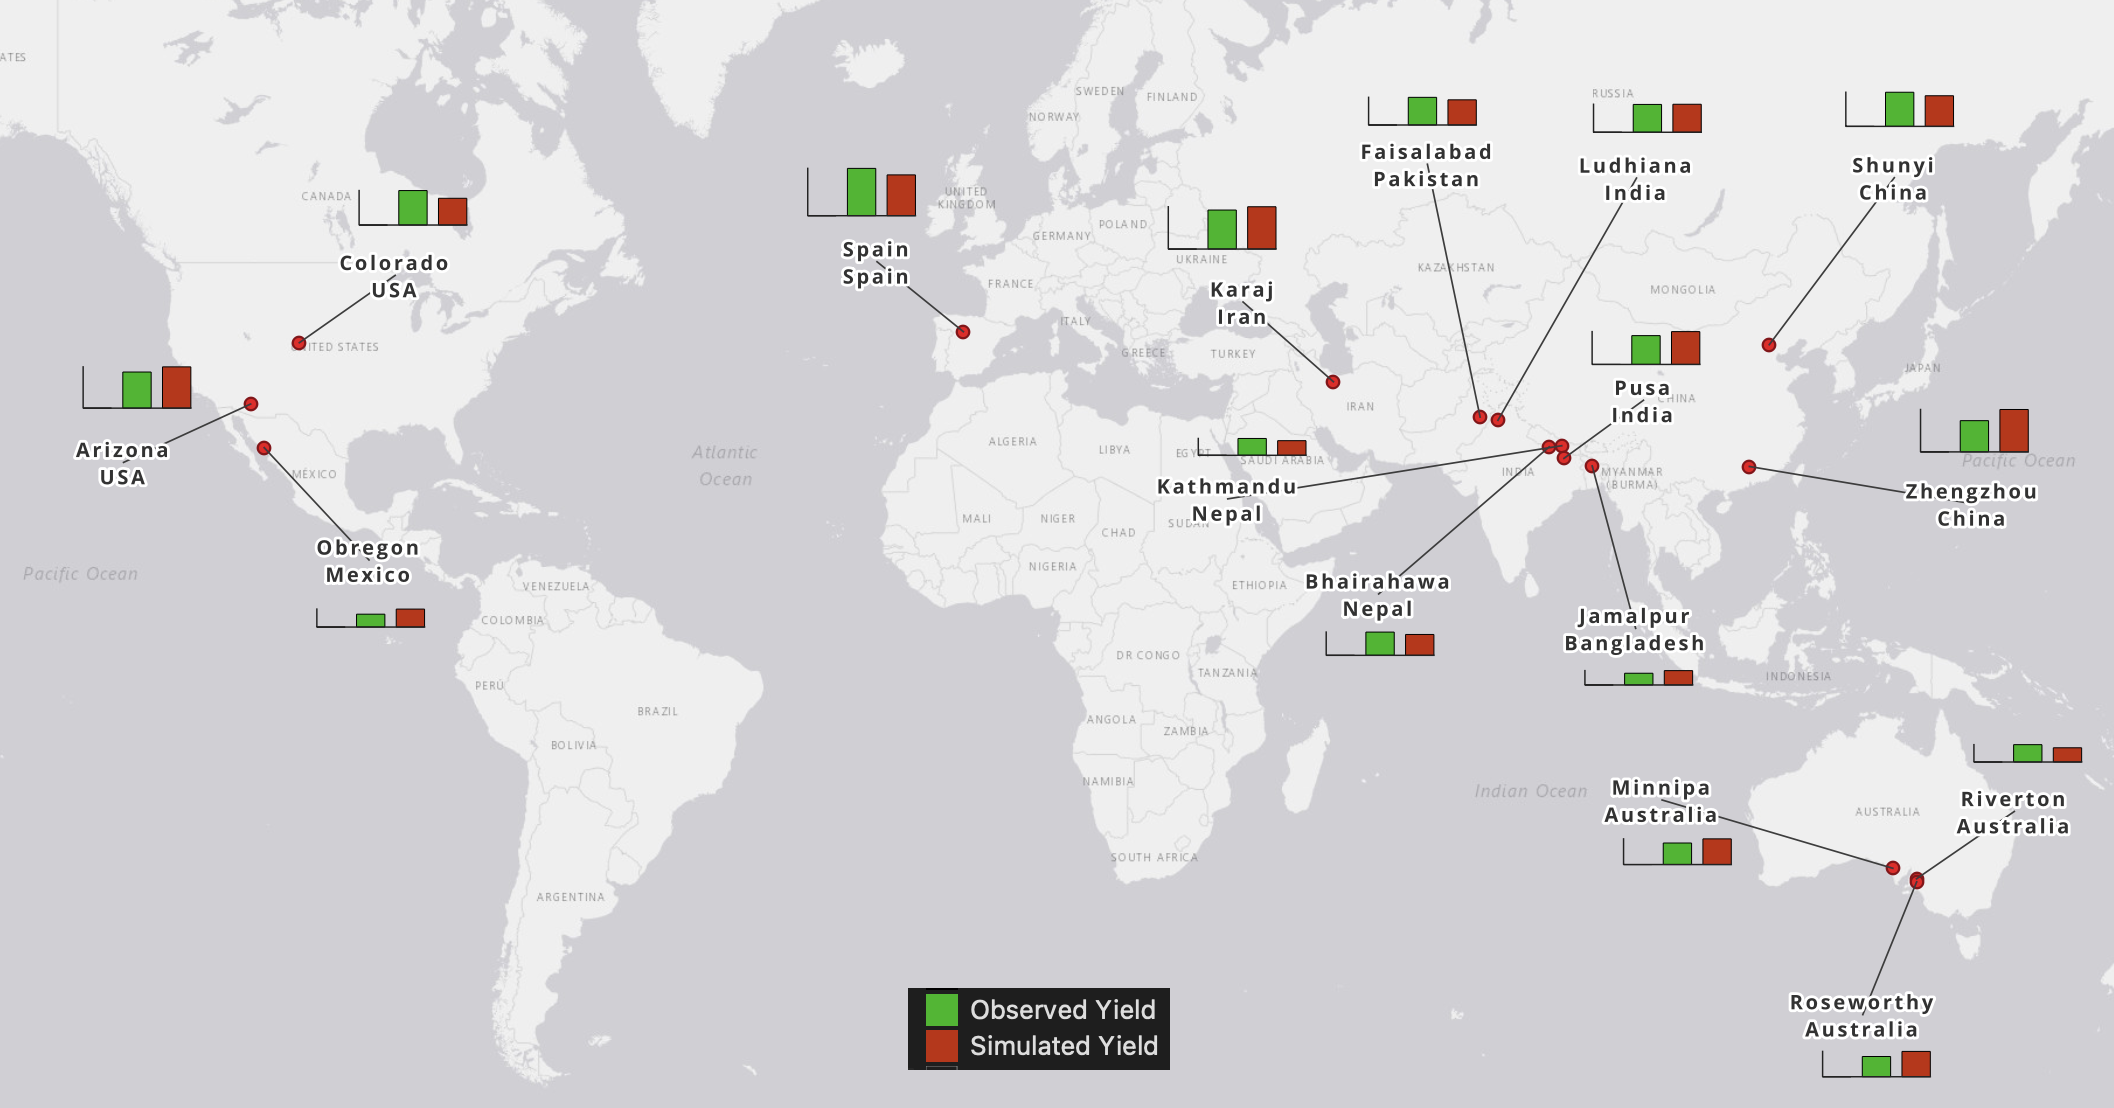 ATES
SWEDEN
FINLAND
NORWAY
RUSSIA
Faisalabad
Pakistan
Ludhiana
India
Shunyi
China
CANADA
UNITED
KINGDOM
Colorado
USA
Spain
Spain
GERMANY
POLAND
UKRAINE
FRANCE
Karaj
Iran
KAZAKHSTAN
MONGOLIA
ITALY
GREECE
TURKEY
UNITED STATES
JAPAN
Pusa
India
CHINA
IRAN
Arizona
USA
MÉXICO
Atlantic
Ocean
ALGERIA
LIBYA
EGYPT
SAUDI ARABIA
Kathmandu
Nepal
INDIA
MYANMAR
(BURMA)
Pacific Ocean
Zhengzhou
China
MALI
NIGER
CHAD
SUDAN
Obregon
Mexico
Pacific Ocean
VENEZUELA
COLOMBIA
NIGERIA
ETHIOPIA
Bhairahawa
Nepal
Jamalpur
Bangladesh
DR CONGO
TANZANIA
INDONESIA
PERÚ
BRAZIL
BOLIVIA
ANGOLA
ZAMBIA
NAMIBIA
Indian Ocean
Minnipa
Australia
AUSTRALIA
Riverton
Australia
SOUTH AFRICA
ARGENTINA
Roseworthy
Australia
Observed Yield
Simulated Yield